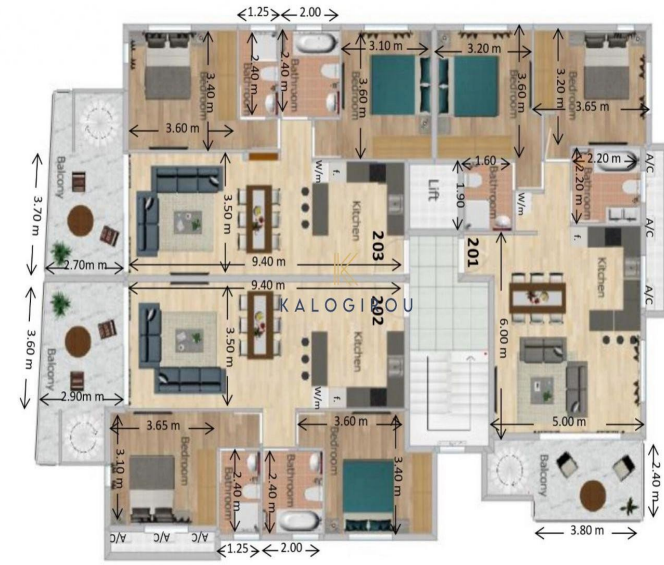 1.25
2.00
3.10 m
3.20 m
2.40 m
2.40 m
Bathroom
3.40 m
Bedroom
3.60 m
Bedroom
Bedroom
3.60 m
3.20 m
Bedroom
3.65 m
3.60 m
Balcony
3.70 m
2.70m m
3.50 m
9.40 m
W/m
f.
Kitchen
203
Lift
1.60
1.90
Bathroom
W/m
2.20 m
2.20 m
Bathroom
A/C
A/C
A/C
201
f.
Kitchen
6.00 m
5.00 m
KALOGIROU
9.40 m
3.50 m
202
Kitchen
W/m
f.
3.60 m
Balcony
2.90m m
3.65 m
3.10 m
Bedroom
2.40 m
Bathroom
2.40 m
Bathroom
3.60 m
Bedroom
3.40 m
A/C
A/C
A/C
1.25
2.00
Balcony
2.40 m
3.80 m